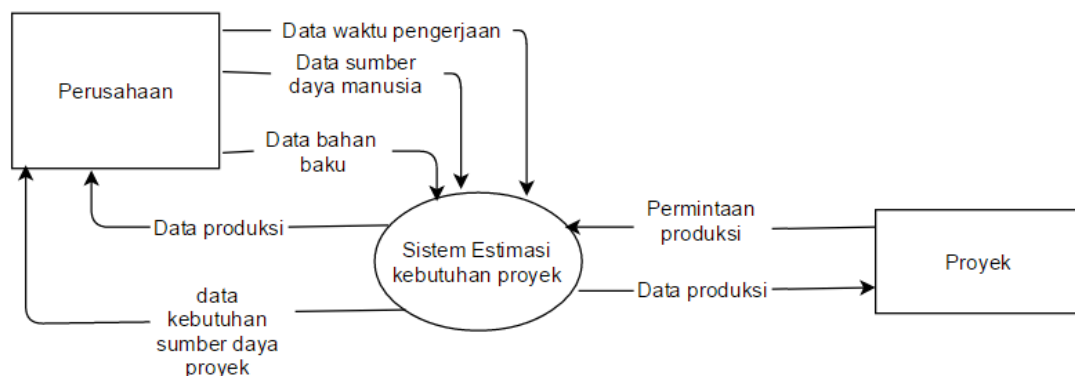 Data waktu pengerjaan
Data sumber
daya manusia
Perusahaan
Data bahan
baku
Data produksi
Sistem Estimasi
kebutuhan proyek
Permintaan
produksi
Proyek
Data produksi
data
kebutuhan
sumber daya
proyek